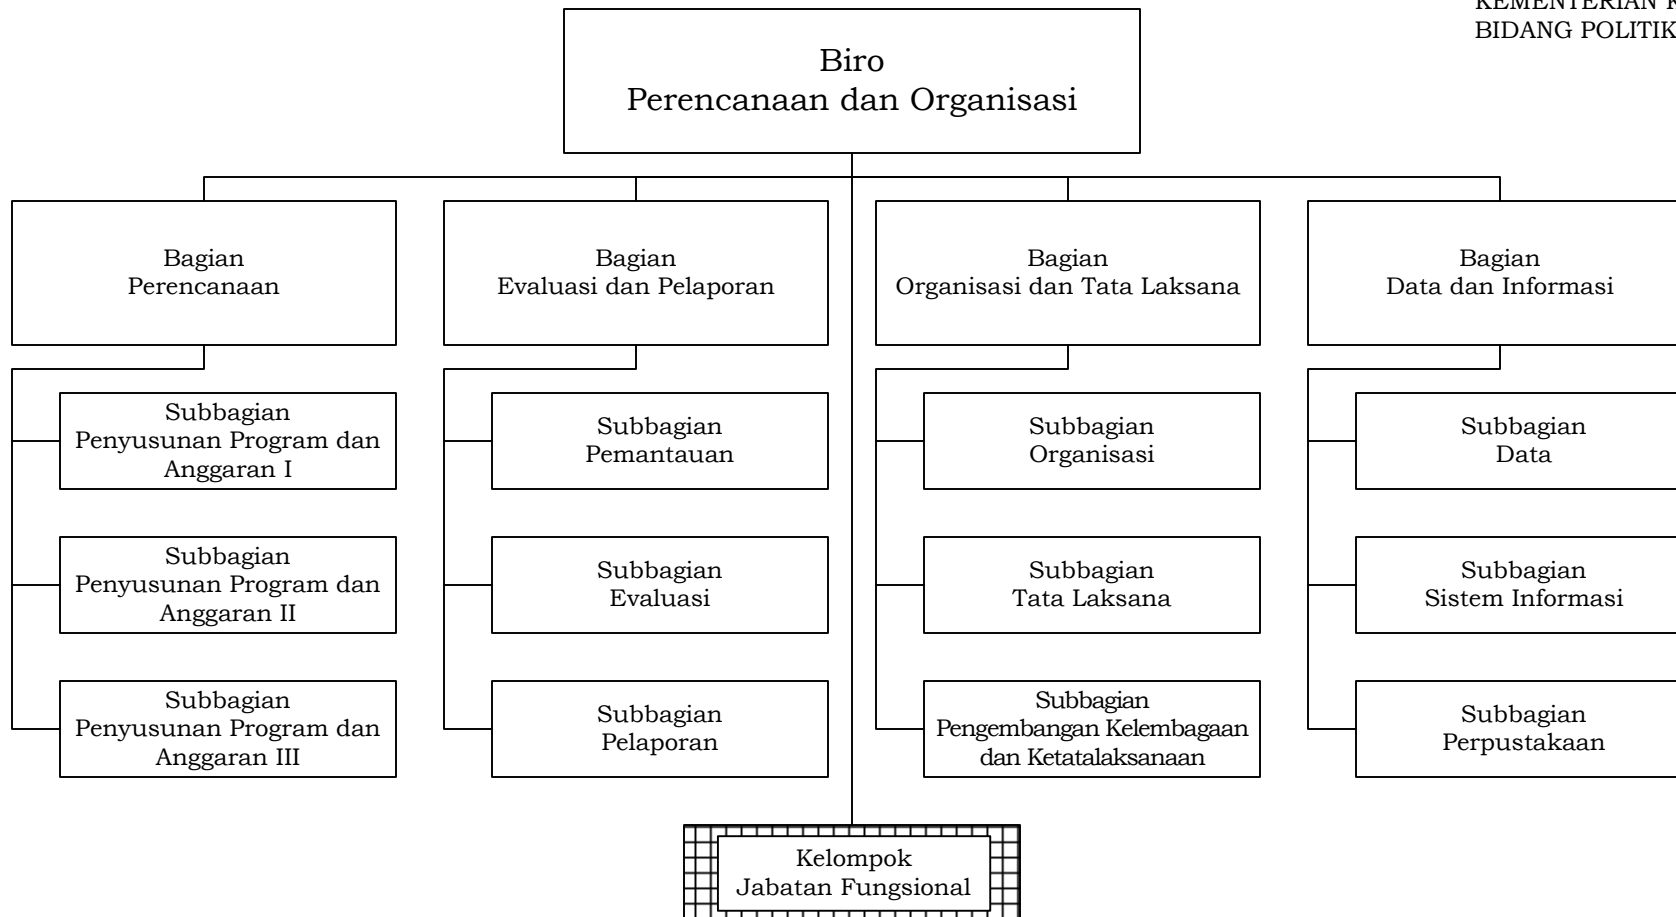 KEMENTERIAN
BIDANG POLITIK
Biro
Perencanaan dan Organisasi
Bagian
Perencanaan
Bagian
Evaluasi dan Pelaporan
Bagian
Organisasi dan Tata Laksana
Bagian
Data dan Informasi
Subbagian
Penyusunan Program dan
Anggaran I
Subbagian
Pemantauan
Subbagian
Organisasi
Subbagian
Data
Subbagian
Penyusunan Program dan
Anggaran II
Subbagian
Evaluasi
Subbagian
Tata Laksana
Subbagian
Sistem Informasi
Subbagian
Penyusunan Program dan
Anggaran III
Subbagian
Pelaporan
Subbagian
Pengembangan Kelembagaan
dan Ketatalaksanaan
Subbagian
Perpustakaan
Kelompok
Jabatan Fungsional